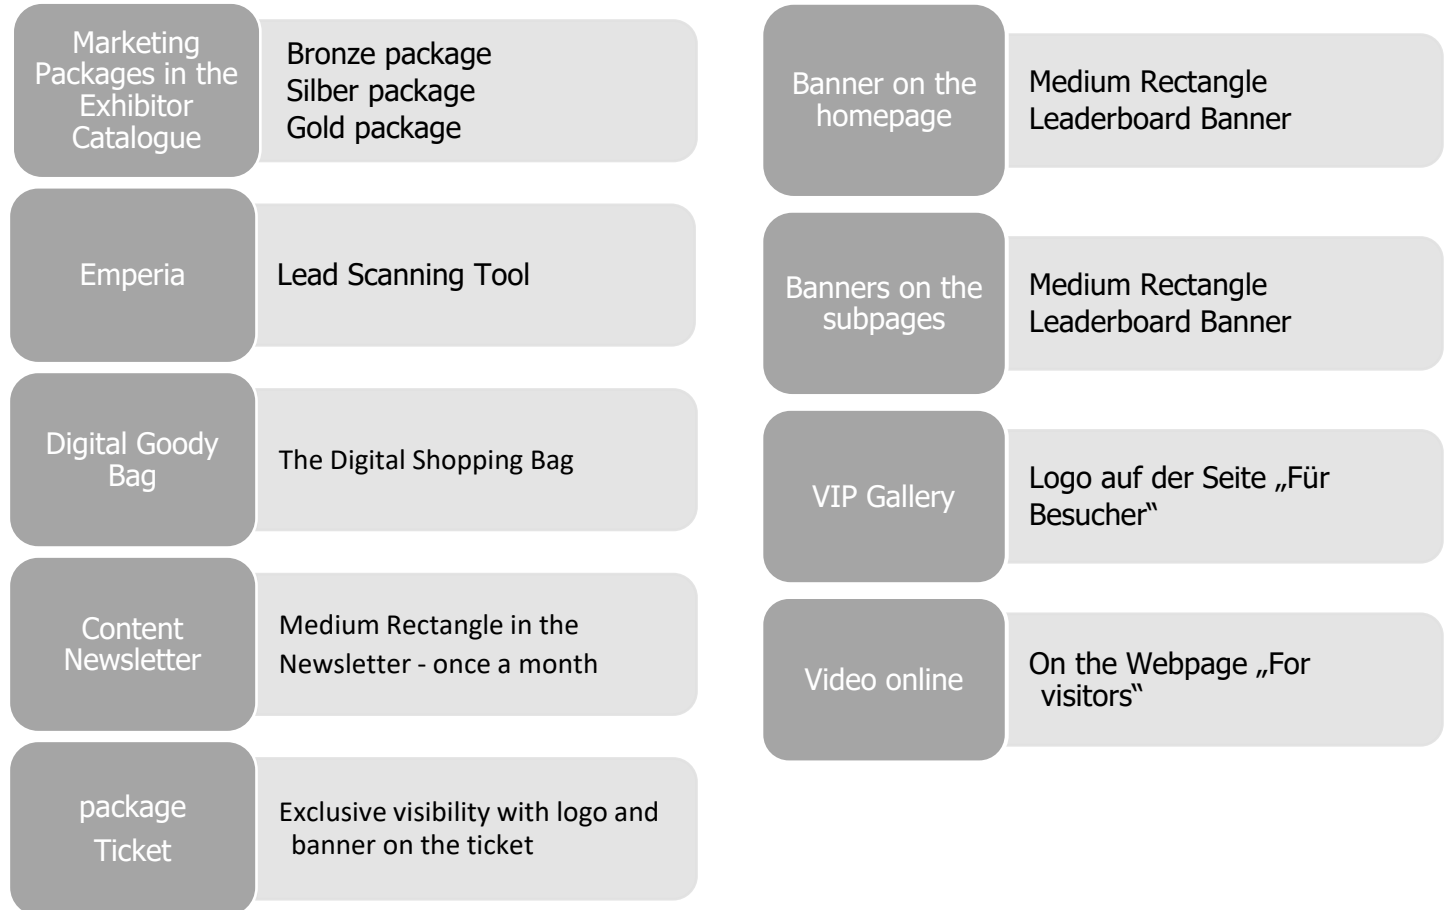 Marketing
Packages in the
Exhibitor
Catalogue
Bronze package
Silber package
Gold package
Emperia
Lead Scanning Tool
Digital Goody
Bag
The Digital Shopping Bag
Content
Newsletter
Medium Rectangle in the
Newsletter - once a month
package
Ticket
Exclusive visibility with logo and
banner on the ticket
Banner on the
homepage
Medium Rectangle
Leaderboard Banner
Banners on the
subpages
Medium Rectangle
Leaderboard Banner
VIP Gallery
Logo auf der Seite „Für
Besucher“
Video online
On the Webpage „For
visitors“